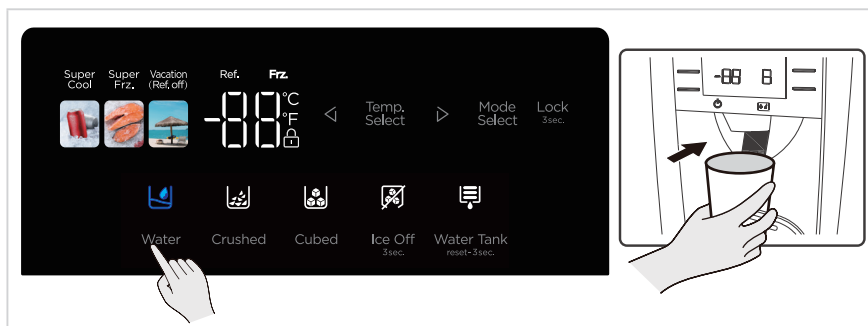 Super Cool
Super Frz.
Vacation (Ref. off)
Ref.
Frz.
-88
°C
°F
Temp. Select
Mode Select
Lock
3sec.
Water
Crushed
Cubed
Ice Off
3sec.
Water Tank
reset-3sec.
-88 8